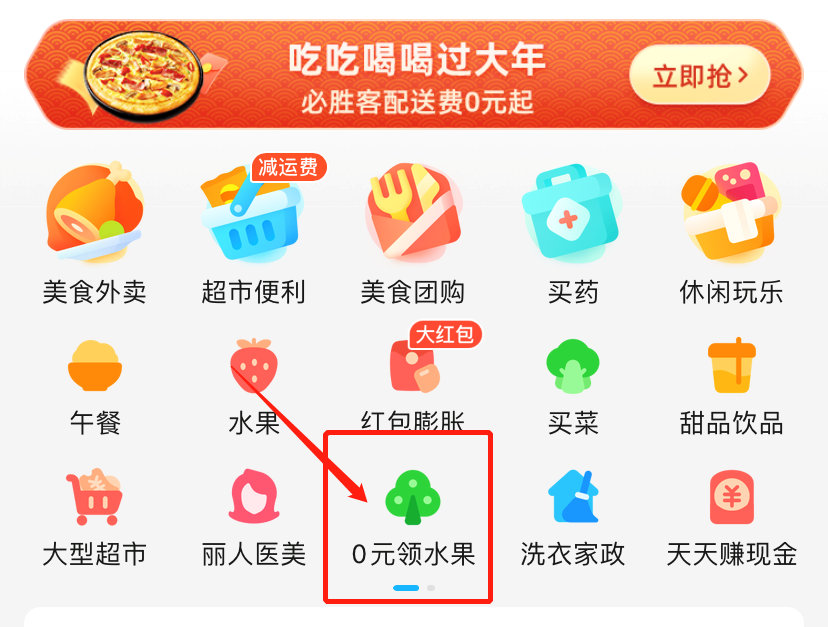 吃吃喝喝过大年
必胜客配送费0元起
立即抢
减运费
美食外卖
超市便利
美食团购
买药
休闲玩乐
大红包
午餐
水果
红包膨胀
买菜
甜品饮品
大型超市
丽人医美
0元领水果
洗衣家政
天天赚现金